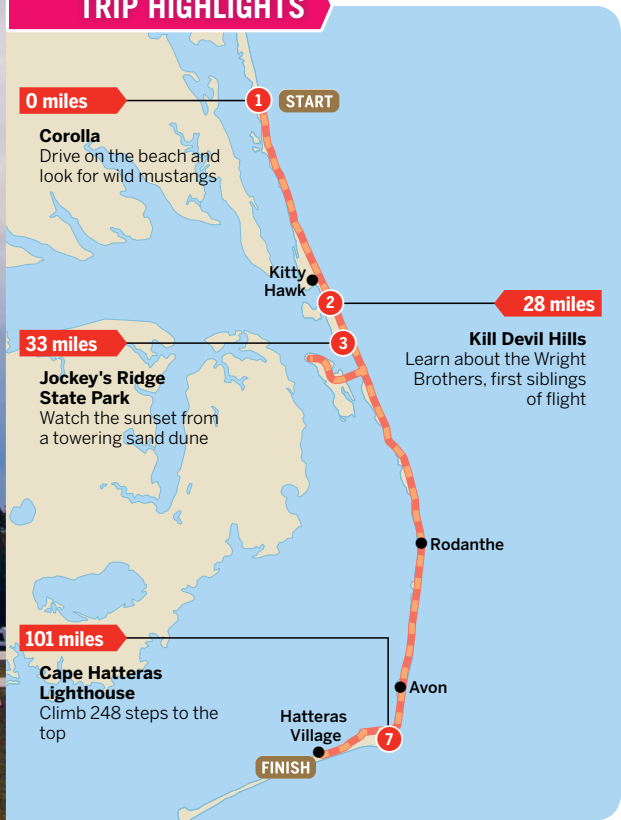 TRIP HIGHLIGHTS
0 miles
1
START
Corolla
Drive on the beach and
look for wild mustangs
Kitty
Hawk
2
28 miles
Kill Devil Hills
Learn about the Wright
Brothers, first siblings
of flight
33 miles
3
Jockey's Ridge
State Park
Watch the sunset from
a towering sand dune
Rodanthe
101 miles
Cape Hatteras
Lighthouse
Climb 248 steps to the
top
Avon
Hatteras
Village
7
FINISH